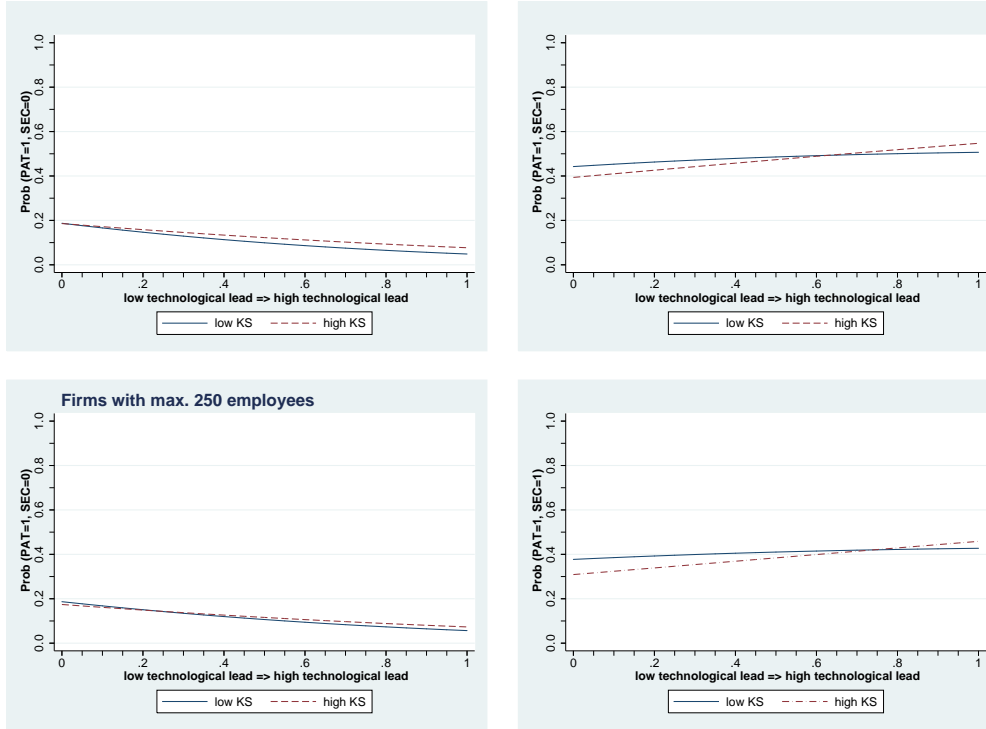 Prob (PAT=1, SEC=0)
1.0
0.8
0.6
0.4
0.2
0.0
0 .2 .4 .6 .8 1
low technological lead => high technological lead
low KS high KS
Prob (PAT=1, SEC=1)
1.0
0.8
0.6
0.4
0.2
0.0
0 .2 .4 .6 .8 1
low technological lead => high technological lead
low KS high KS
Firms with max. 250 employees
Prob (PAT=1, SEC=0)
1.0
0.8
0.6
0.4
0.2
0.0
0 .2 .4 .6 .8 1
low technological lead => high technological lead
low KS high KS
Prob (PAT=1, SEC=1)
1.0
0.8
0.6
0.4
0.2
0.0
0 .2 .4 .6 .8 1
low technological lead => high technological lead
low KS high KS